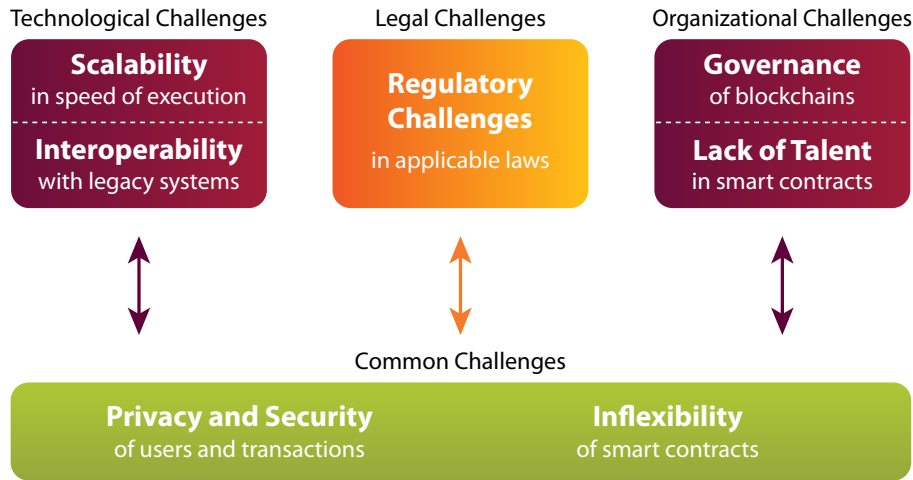 Technological Challenges
Scalability
in speed of execution
Interoperability
with legacy systems
Legal Challenges
Regulatory
Challenges
in applicable laws
Organizational Challenges
Governance
of blockchains
Lack of Talent
in smart contracts
Common Challenges
Privacy and Security
of users and transactions
Inflexibility
of smart contracts